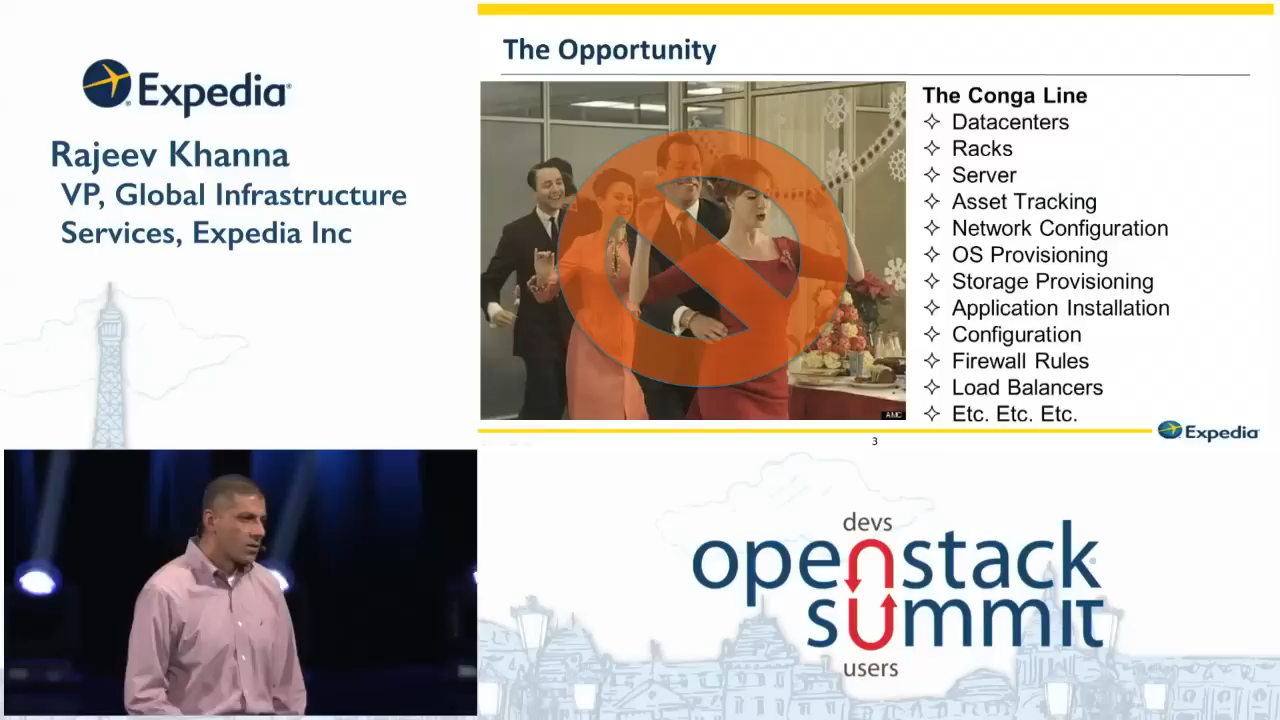 Expedia
Rajeev Khanna
VP, Global Infrastructure
Services, Expedia Inc
The Opportunity
The Conga Line
Datacenters
Racks
Server
Asset Tracking
Network Configuration
OS Provisioning
Storage Provisioning
Application Installation
Configuration
Firewall Rules
Load Balancers
Etc. Etc. Etc.
AMC
Expedia
3
devs
openstack
summit
users